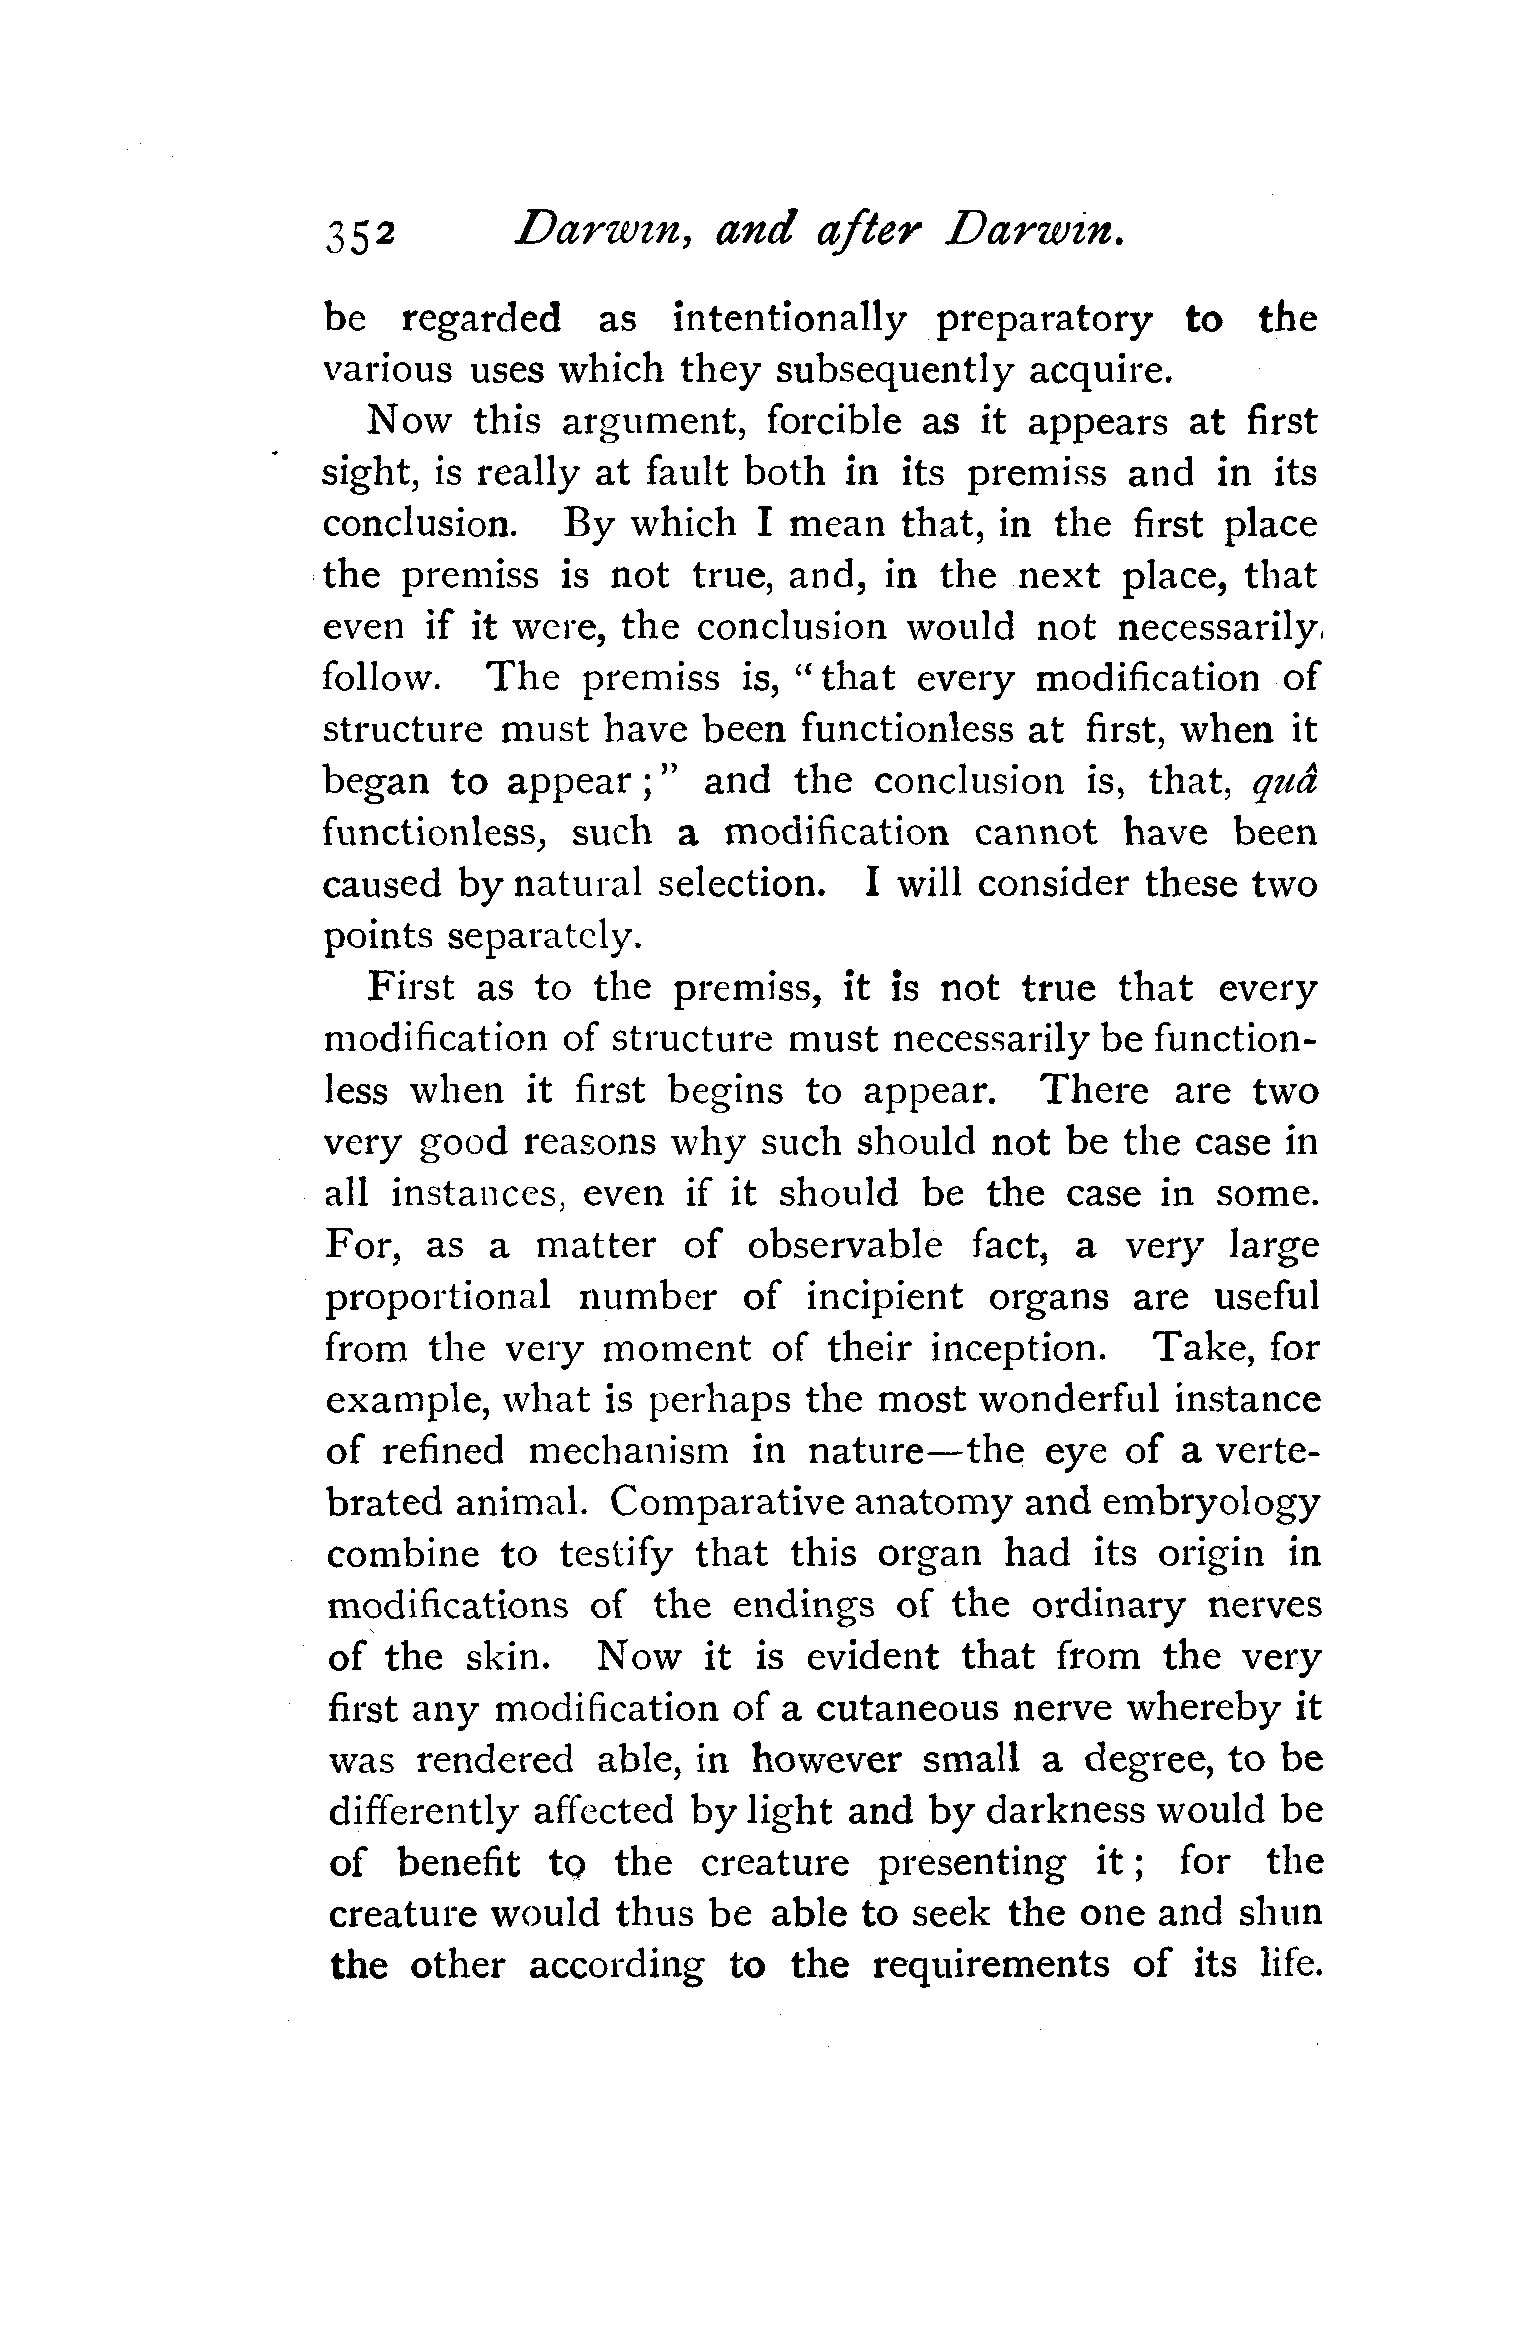 352 Darwin, and after Darwin.
be regarded as intentionally preparatory to the
various uses which they subsequently acquire.
Now this argument, forcible as it appears at first
sight, is really at fault both in its premiss and in its
conclusion. By which I mean that, in the first place
the premiss is not true, and, in the next place, that
even if it were, the conclusion would not necessarily
follow. The premiss is, “that every modification of
structure must have been functionless at first, when it
began to appear;” and the conclusion is, that, quâ
functionless, such a modification cannot have been
caused by natural selection. I will consider these two
points separately.
First as to the premiss, it is not true that every
modification of structure must necessarily be function-
less when it first begins to appear. There are two
very good reasons why such should not be the case in
all instances, even if it should be the case in some.
For, as a matter of observable fact, a very large
proportional number of incipient organs are useful
from the very moment of their inception. Take, for
example, what is perhaps the most wonderful instance
of refined mechanism in nature—the eye of a verte-
brated animal. Comparative anatomy and embryology
combine to testify that this organ had its origin in
modifications of the endings of the ordinary nerves
of the skin. Now it is evident that from the very
first any modification of a cutaneous nerve whereby it
was rendered able, in however small a degree, to be
differently affected by light and by darkness would be
of benefit to the creature presenting it; for the
creature would thus be able to seek the one and shun
the other according to the requirements of its life.